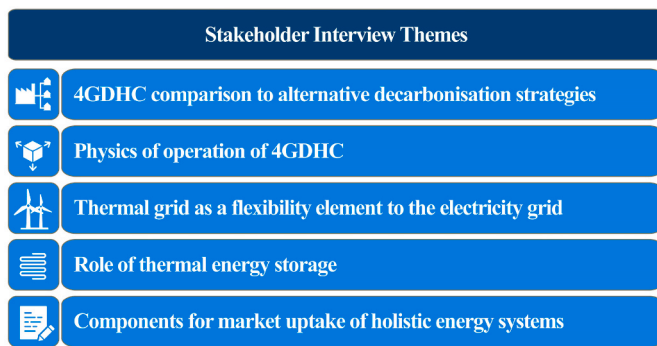 Stakeholder Interview Themes
4GDHC comparison to alternative decarbonisation strategies
Physics of operation of 4GDHC
Thermal grid as a flexibility element to the electricity grid
Role of thermal energy storage
Components for market uptake of holistic energy systems